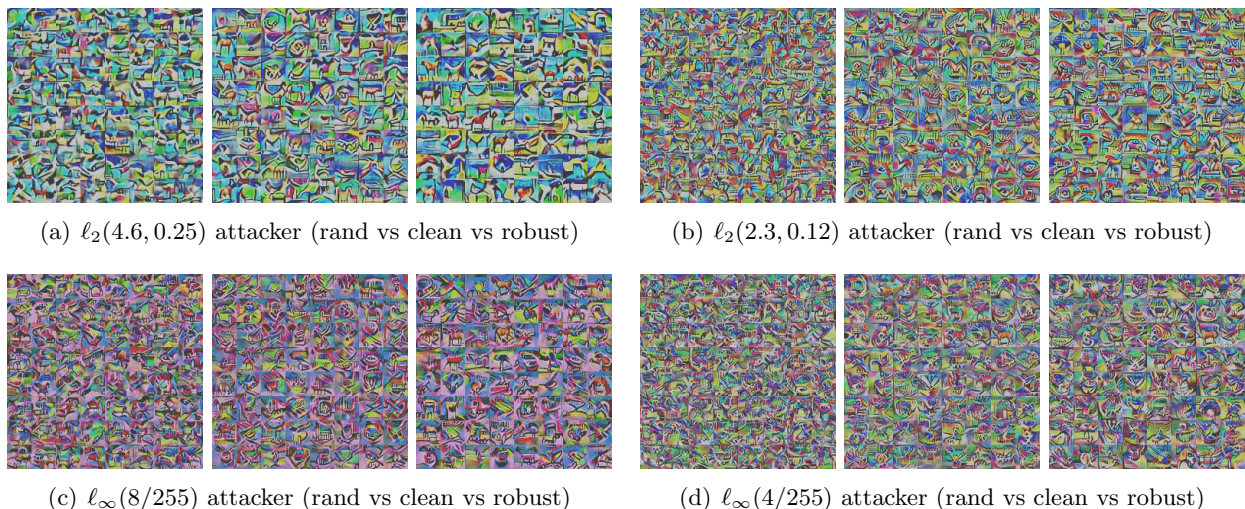 (a) ℓ₂(4.6, 0.25) attacker (rand vs clean vs robust)
(b) ℓ₂(2.3, 0.12) attacker (rand vs clean vs robust)
(c) ℓ∞(8/255) attacker (rand vs clean vs robust)
(d) ℓ∞(4/255) attacker (rand vs clean vs robust)